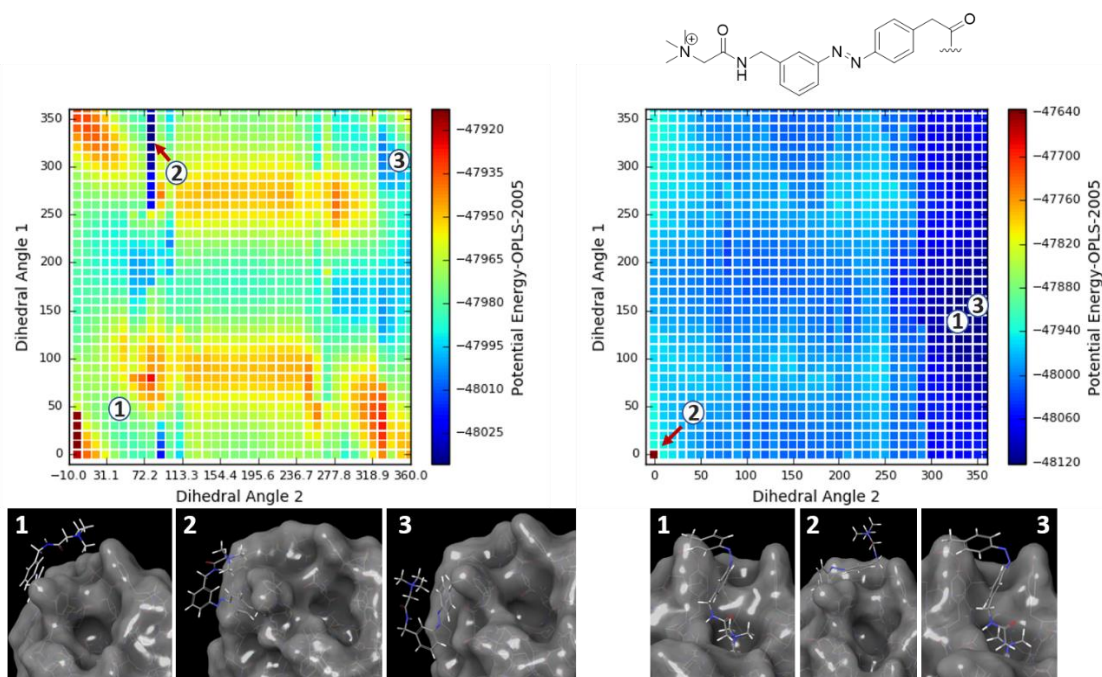 O
N
⊕
O
N
H
N
N
O
350
300
250
200
150
100
50
0
Dihedral Angle 1
−10.0 31.1 72.2 113.3 154.4 195.6 236.7 277.8 318.9 360.0
Dihedral Angle 2
1
2
3
−47920
−47935
−47950
−47965
−47980
−47995
−48010
−48025
Potential Energy-OPLS-2005
350
300
250
200
150
100
50
0
Dihedral Angle 1
0 50 100 150 200 250 300 350
Dihedral Angle 2
1
2
3
−47640
−47700
−47760
−47820
−47880
−47940
−48000
−48060
−48120
Potential Energy-OPLS-2005
1 2 3
1 2 3